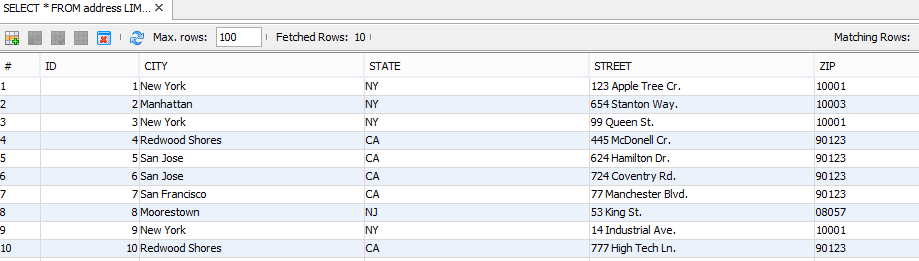 SELECT * FROM address LIM...
Max. rows: 100 Fetched Rows: 10 Matching Rows:
# ID CITY STATE STREET ZIP
1 1 New York NY 123 Apple Tree Cr. 10001
2 2 Manhattan NY 654 Stanton Way. 10003
3 3 New York NY 99 Queen St. 10001
4 4 Redwood Shores CA 445 McDonell Cr. 90123
5 5 San Jose CA 624 Hamilton Dr. 90123
6 6 San Jose CA 724 Coventry Rd. 90123
7 7 San Francisco CA 77 Manchester Blvd. 90123
8 8 Moorestown NJ 53 King St. 08057
9 9 New York NY 14 Industrial Ave. 10001
10 10 Redwood Shores CA 777 High Tech Ln. 90123